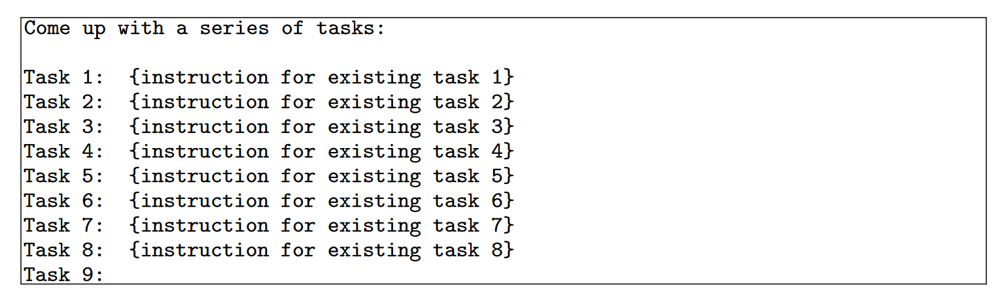 Come up with a series of tasks:
Task 1: {instruction for existing task 1}
Task 2: {instruction for existing task 2}
Task 3: {instruction for existing task 3}
Task 4: {instruction for existing task 4}
Task 5: {instruction for existing task 5}
Task 6: {instruction for existing task 6}
Task 7: {instruction for existing task 7}
Task 8: {instruction for existing task 8}
Task 9: